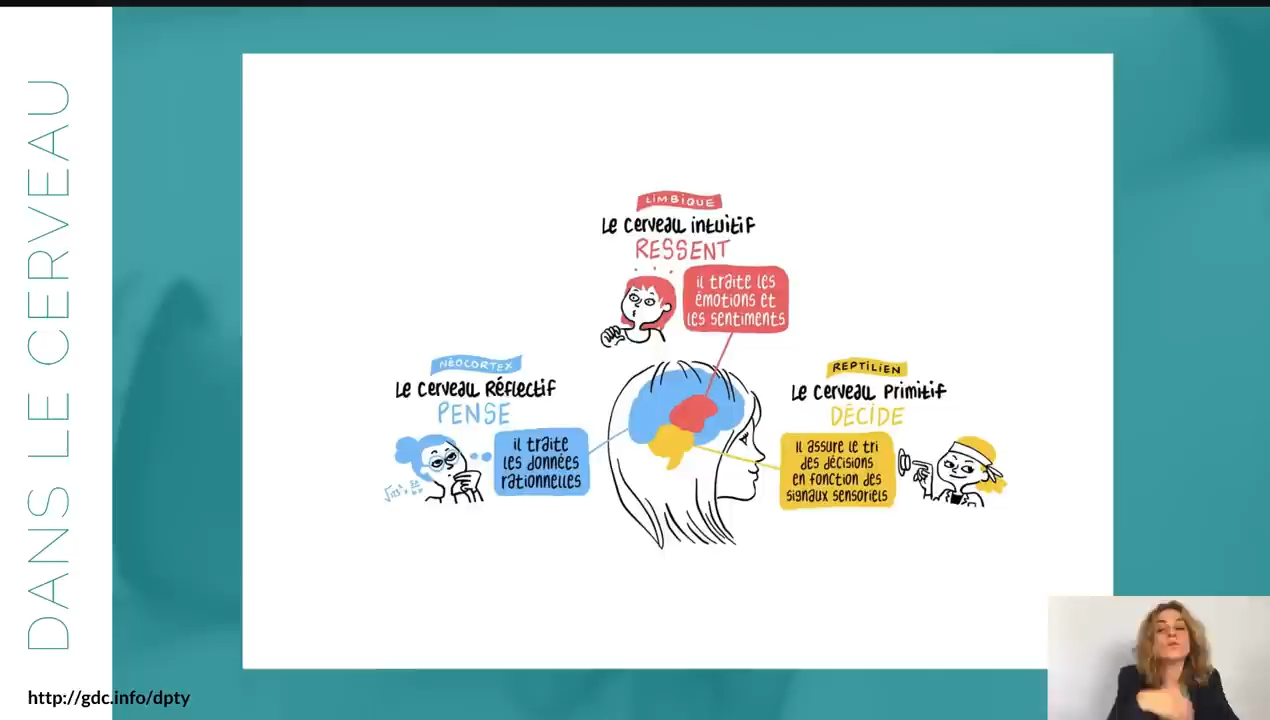 DANS LE CERVEAU
LIMBIQUE
Le cerveau intuitif
RESSENT
il traite les
émotions et
les sentiments
NÉOCORTEX
Le cerveau Réflectif
PENSE
il traite
les données
rationnelles
REPTILIEN
Le cerveau Primitif
DÉCIDE
il assure le tri
des décisions
en fonction des
signaux sensoriels
http://gdc.info/dpty